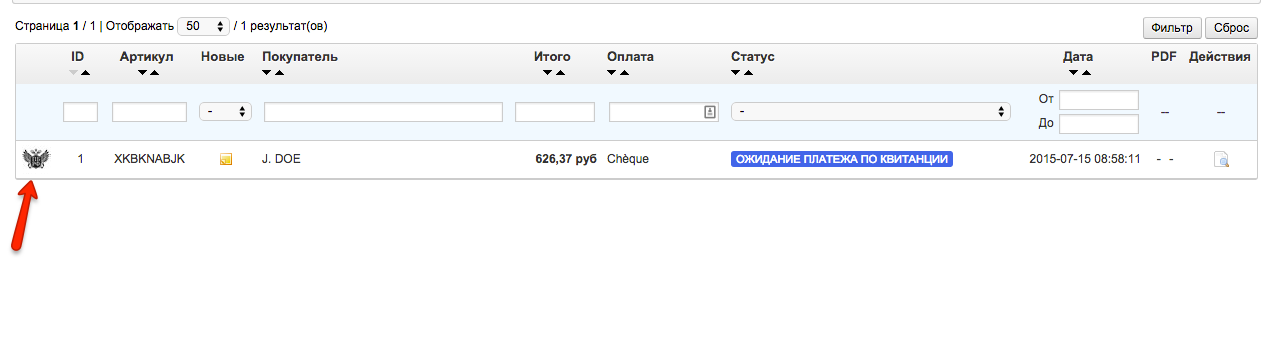 Страница 1 / 1 | Отображать 50 / 1 результат(ов)
Фильтр Сброс
ID Артикул Новые Покупатель Итого Оплата Статус Дата PDF Действия
- - От -- --
До
1 XKBKNABJK J. DOE 626,37 руб Chèque ОЖИДАНИЕ ПЛАТЕЖА ПО КВИТАНЦИИ 2015-07-15 08:58:11 - -